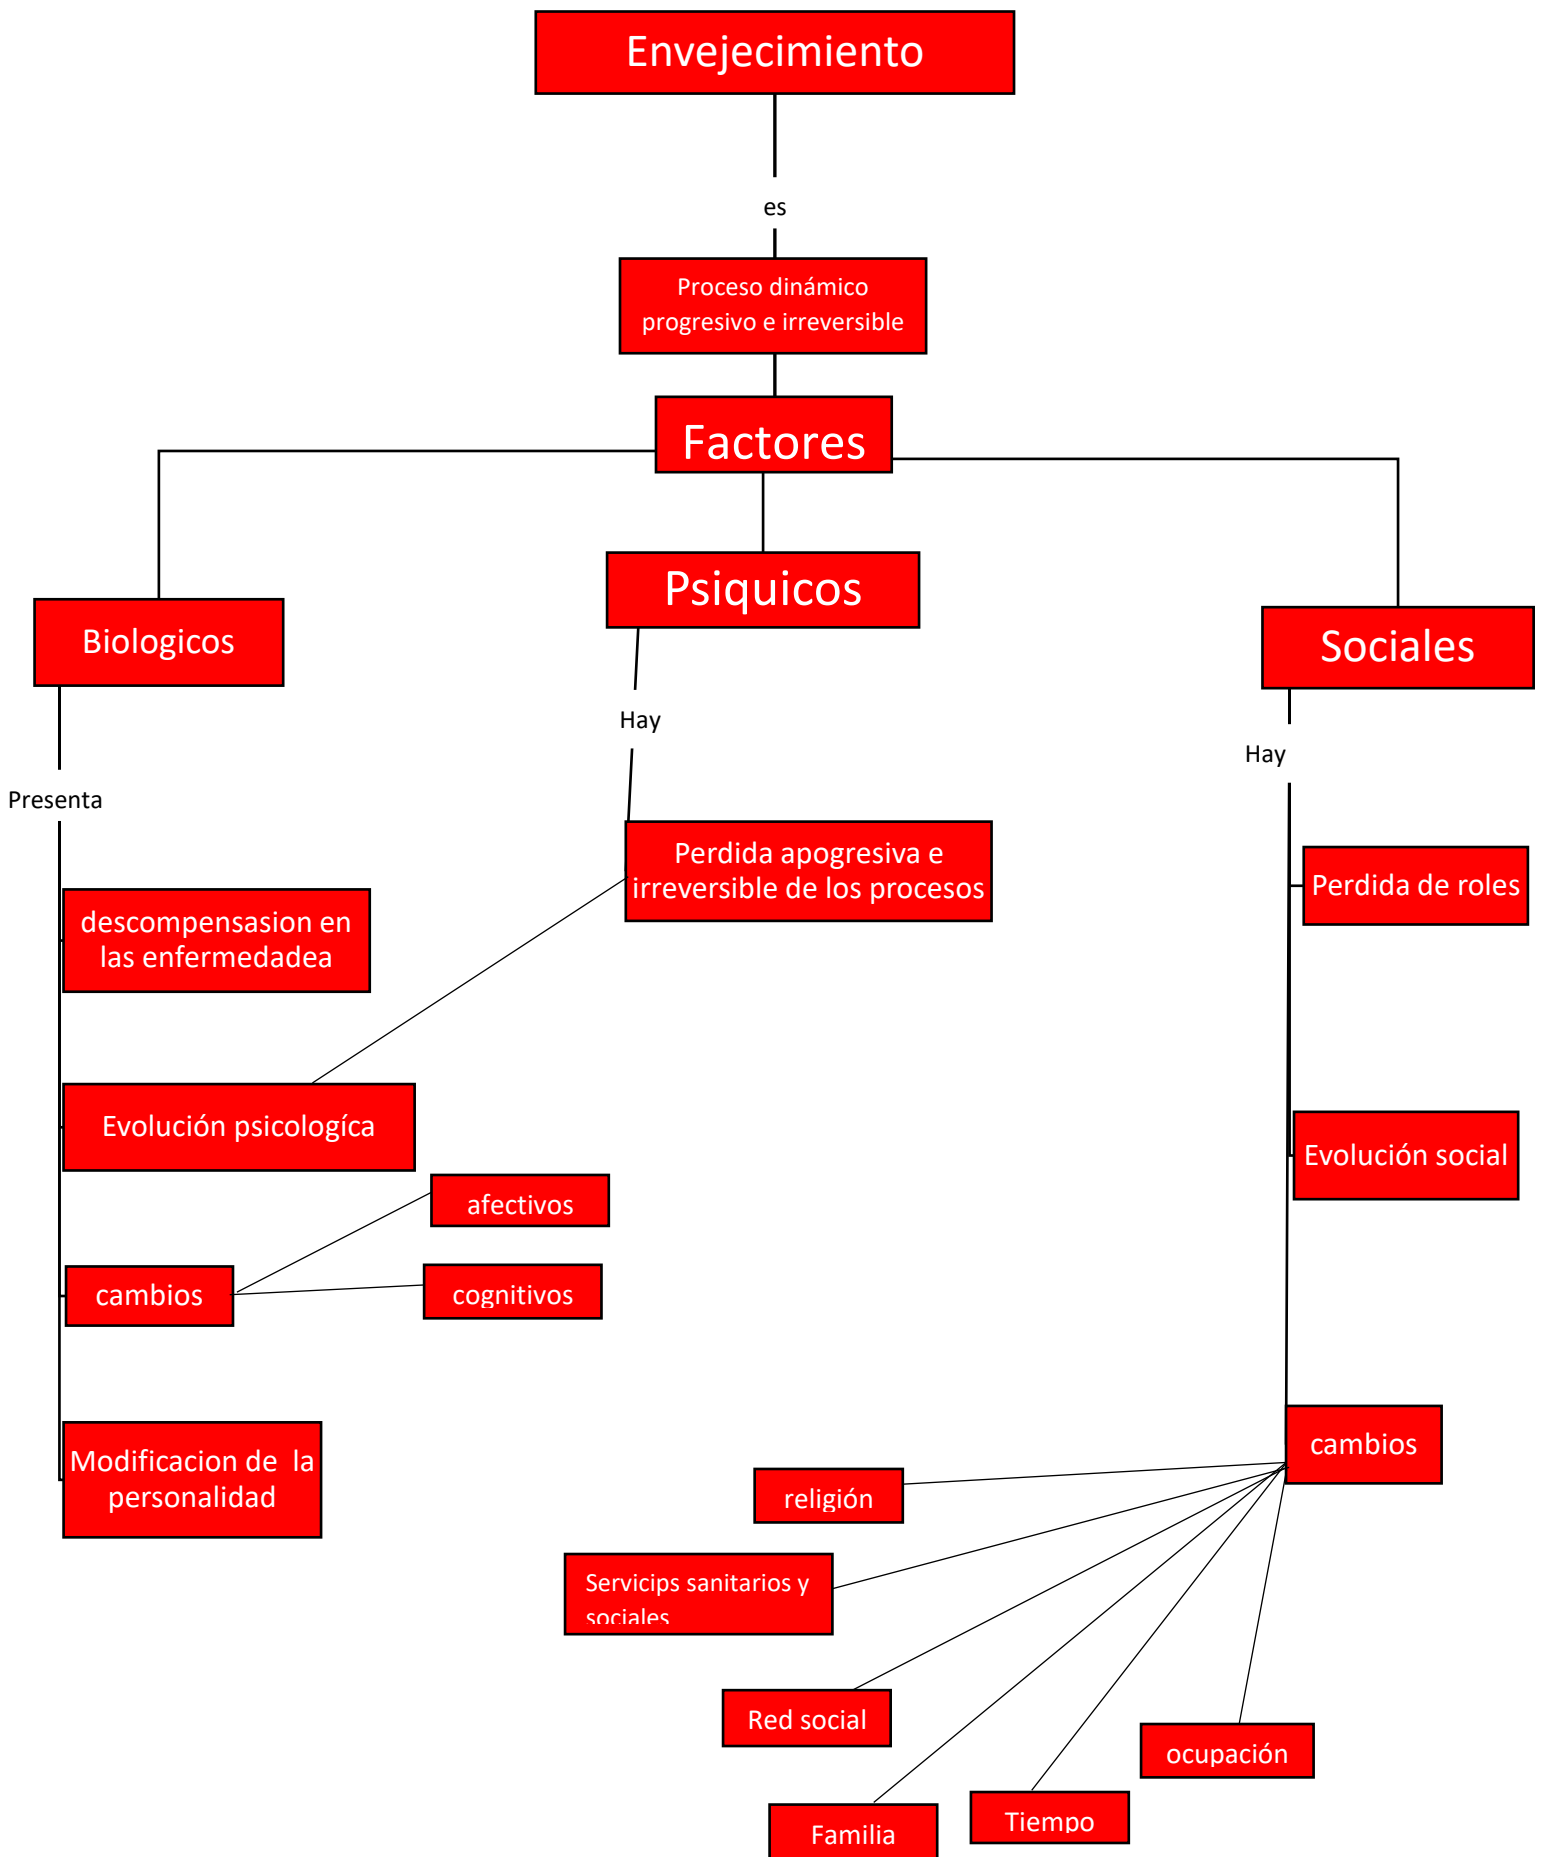 Envejecimiento
es
Proceso dinámico
progresivo e irreversible
Factores
Psiquicos
Biologicos
Sociales
Hay
Hay
Presenta
Perdida apogresiva e
irreversible de los procesos
Perdida de roles
descompensasion en
las enfermedadea
Evolución psicologíca
Evolución social
afectivos
cognitivos
cambios
Modificacion de  la
personalidad
cambios
religión
Servicips sanitarios y
sociales
Red social
ocupación
Tiempo
Familia